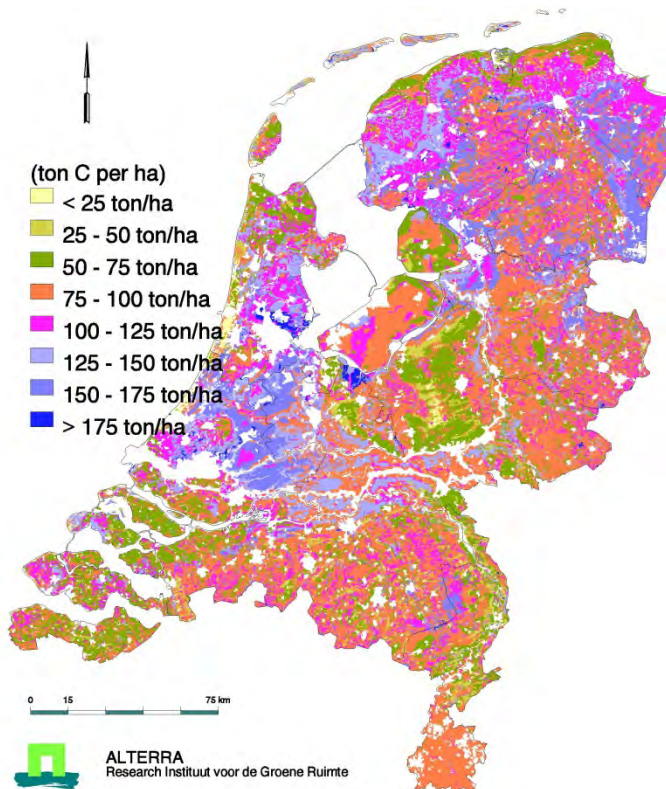 (ton C per ha)
< 25 ton/ha
25 - 50 ton/ha
50 - 75 ton/ha
75 - 100 ton/ha
100 - 125 ton/ha
125 - 150 ton/ha
150 - 175 ton/ha
> 175 ton/ha
0 15 75 km
ALTERRA
Research Instituut voor de Groene Ruimte